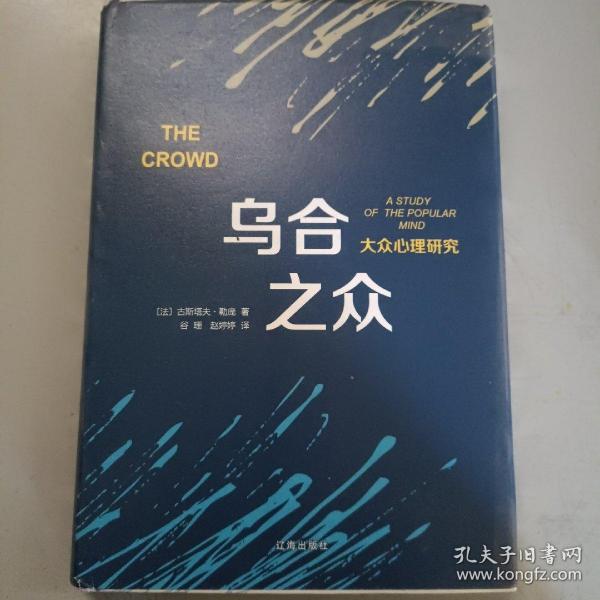 THE
CROWD
乌合
之众
A STUDY
OF THE POPULAR
MIND
大众心理研究
[法] 古斯塔夫·勒庞 著
谷珊 赵婷婷 译
辽海出版社
孔夫子旧书网
www.kongfz.com